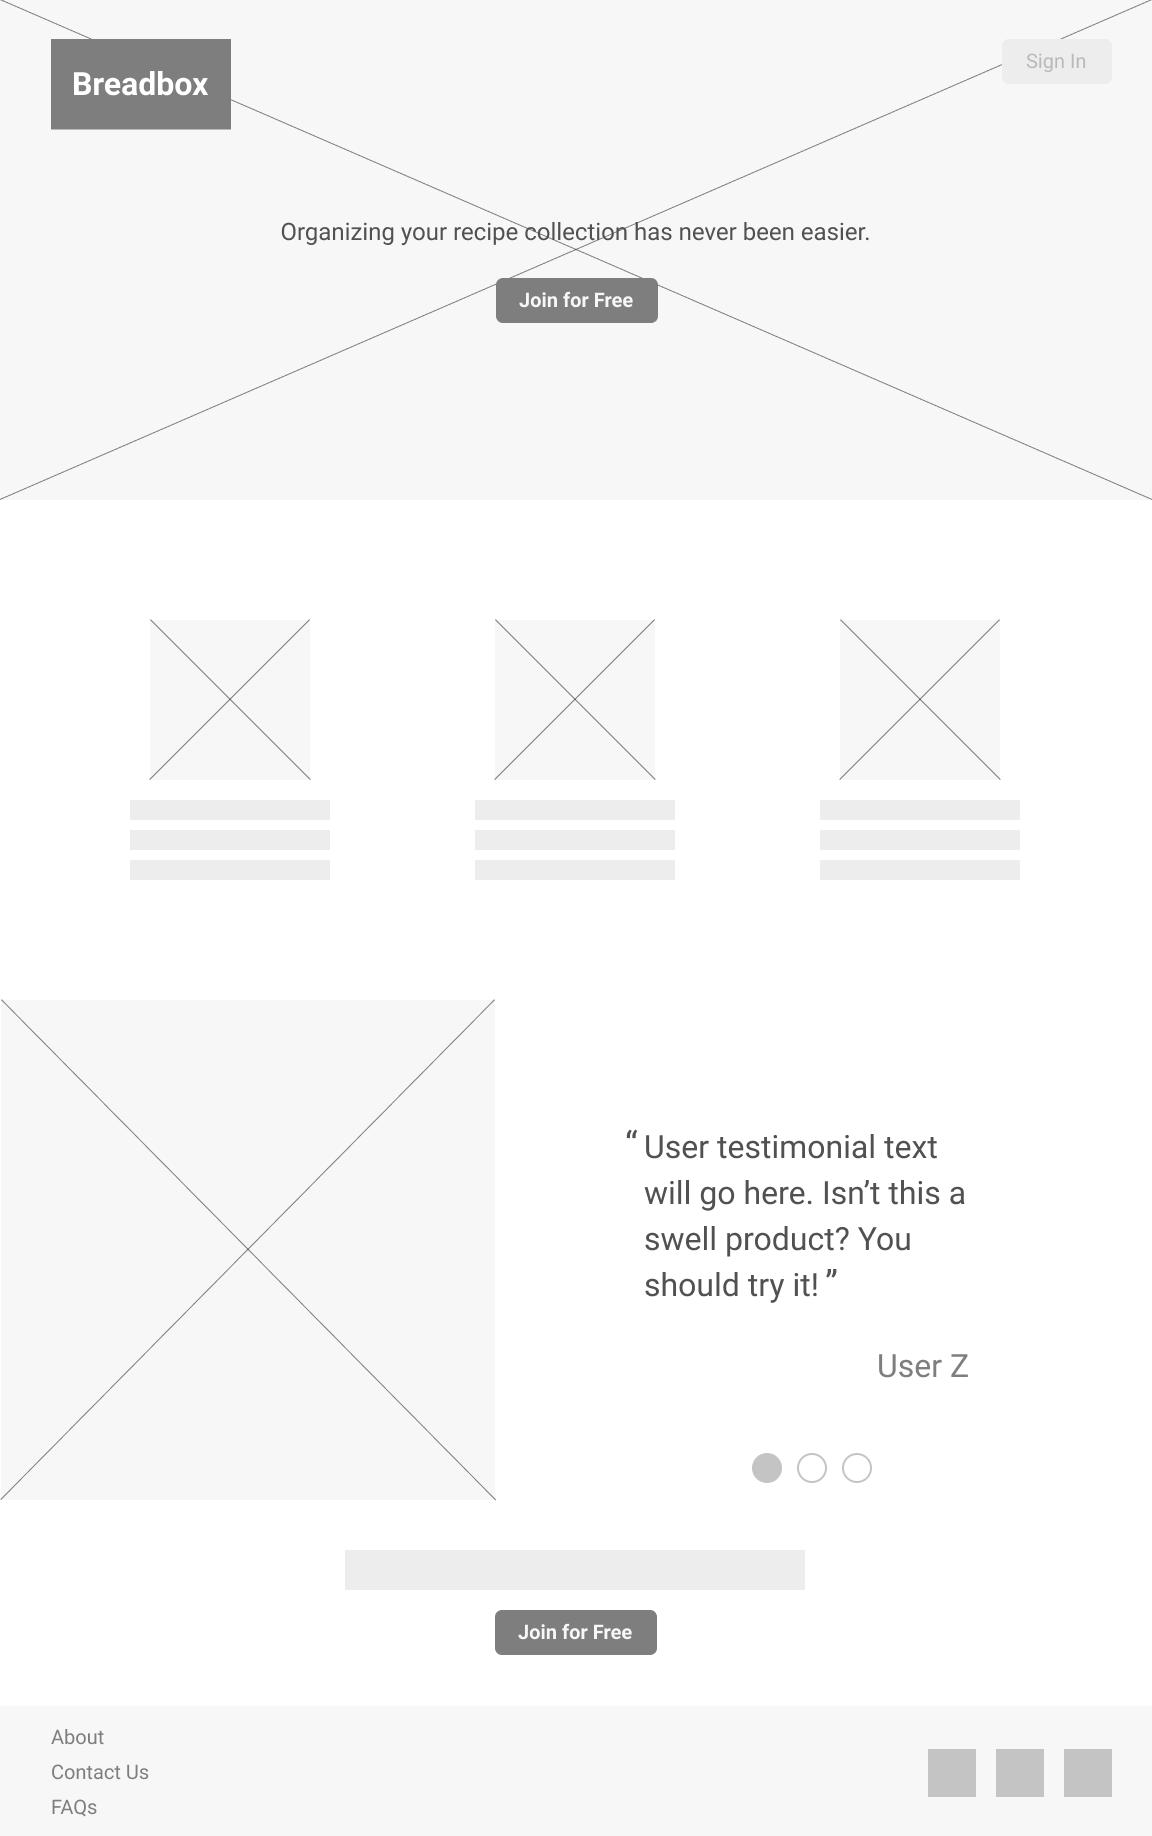 Breadbox
Sign In
Organizing your recipe collection has never been easier.
Join for Free
“ User testimonial text
will go here. Isn’t this a
swell product? You
should try it! ”
User Z
Join for Free
About
Contact Us
FAQs